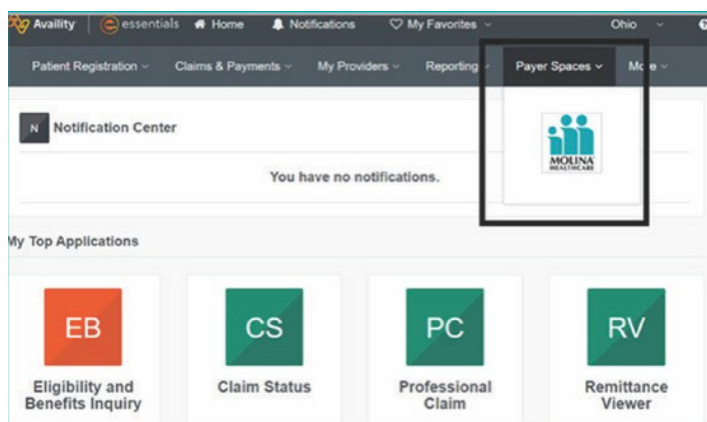 Availity essentials Home Notifications My Favorites Ohio
Patient Registration Claims & Payments My Providers Reporting Payer Spaces
MOLINA
HEALTHCARE
N Notification Center
You have no notifications.
My Top Applications
EB CS PC RV
Eligibility and Claim Status Professional Remittance
Benefits Inquiry Claim Viewer